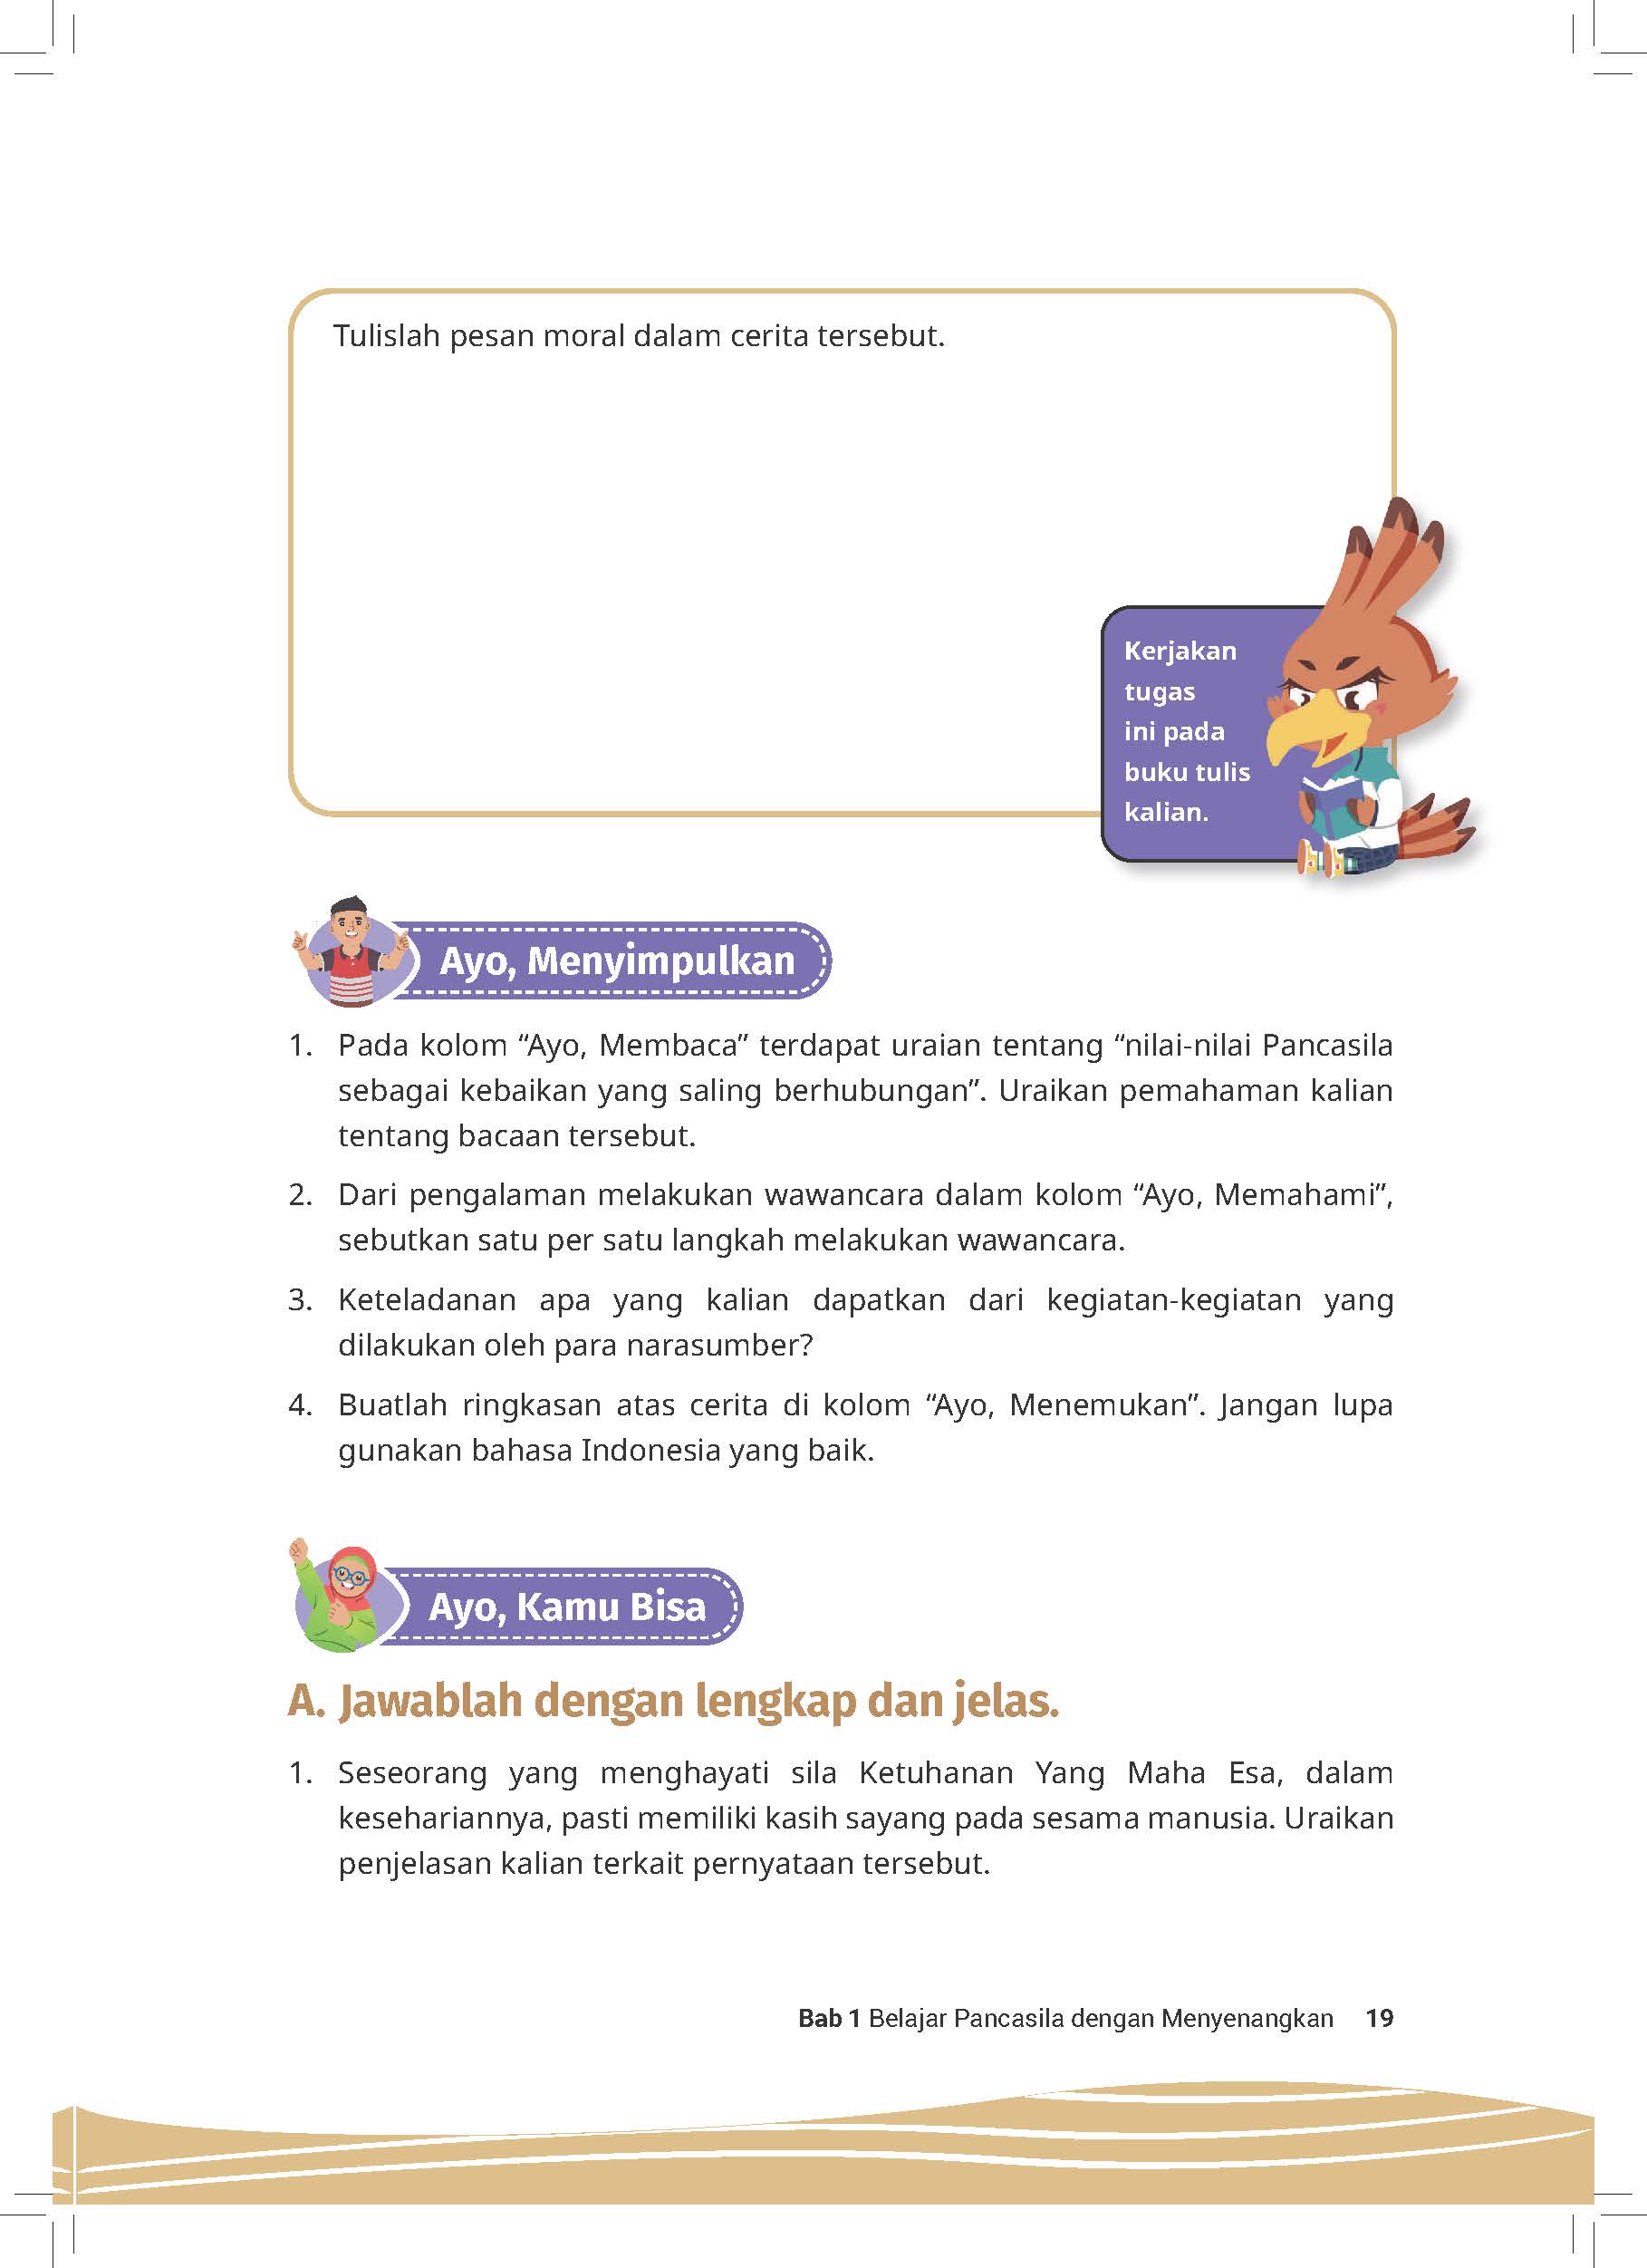 Tulislah pesan moral dalam cerita tersebut.
Kerjakan
tugas
ini pada
buku tulis
kalian.
Ayo, Menyimpulkan
1. Pada kolom “Ayo, Membaca” terdapat uraian tentang “nilai-nilai Pancasila
sebagai kebaikan yang saling berhubungan”. Uraikan pemahaman kalian
tentang bacaan tersebut.
2. Dari pengalaman melakukan wawancara dalam kolom “Ayo, Memahami”,
sebutkan satu per satu langkah melakukan wawancara.
3. Keteladanan apa yang kalian dapatkan dari kegiatan-kegiatan yang
dilakukan oleh para narasumber?
4. Buatlah ringkasan atas cerita di kolom “Ayo, Menemukan”. Jangan lupa
gunakan bahasa Indonesia yang baik.
Ayo, Kamu Bisa
A. Jawablah dengan lengkap dan jelas.
1. Seseorang yang menghayati sila Ketuhanan Yang Maha Esa, dalam
kesehariannya, pasti memiliki kasih sayang pada sesama manusia. Uraikan
penjelasan kalian terkait pernyataan tersebut.
Bab 1 Belajar Pancasila dengan Menyenangkan 19